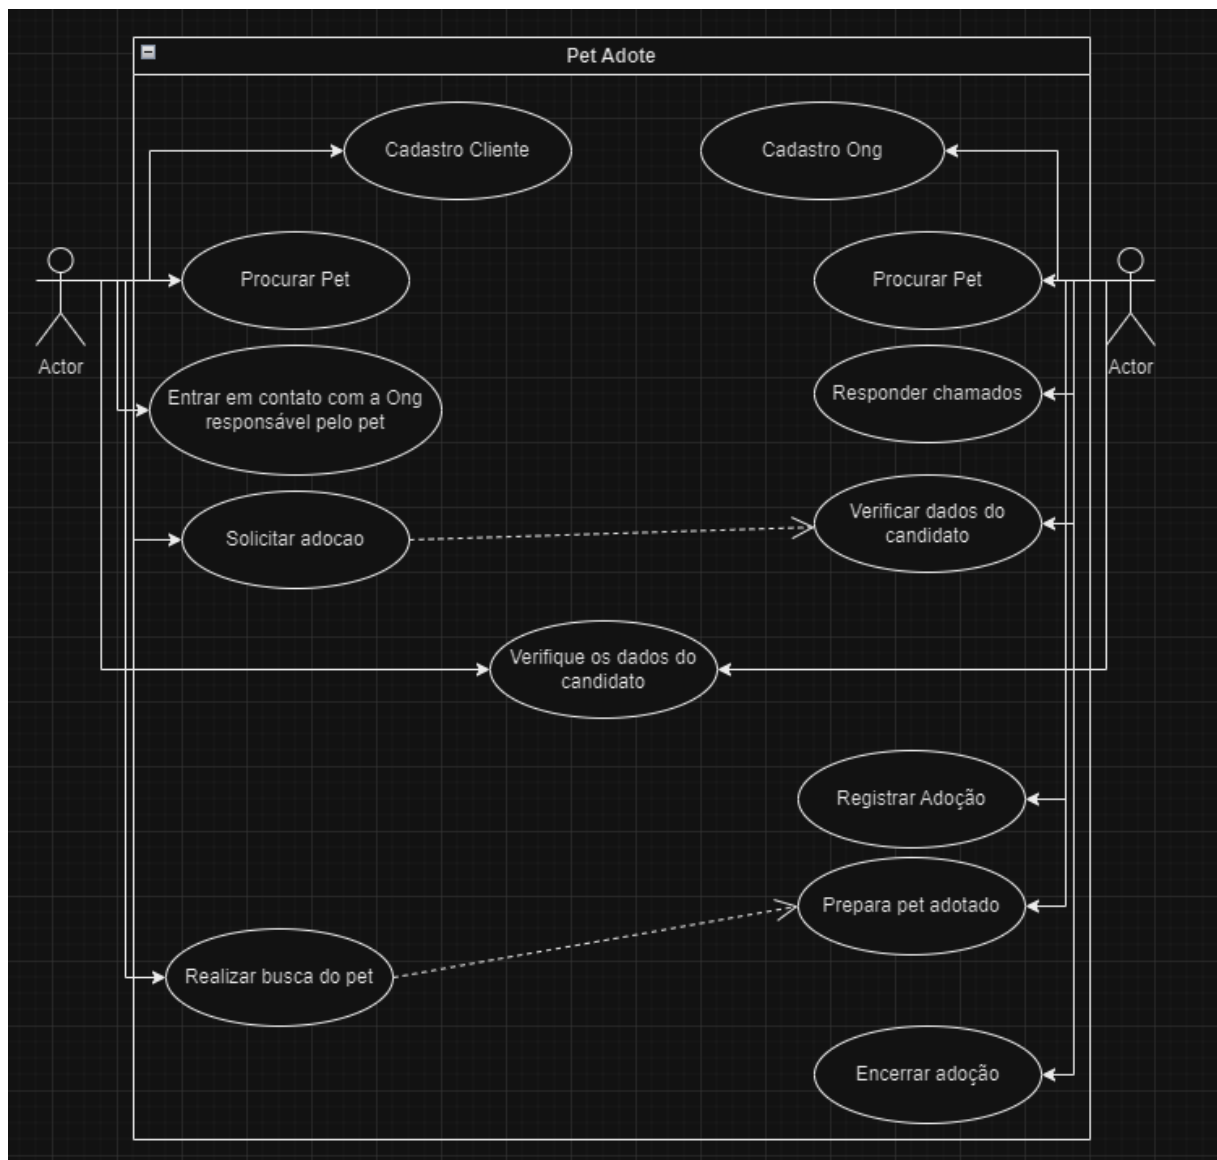 Pet Adote
Cadastro Cliente
Cadastro Ong
Procurar Pet
Procurar Pet
Actor
Actor
Entrar em contato com a Ong
responsável pelo pet
Responder chamados
Solicitar adocao
Verificar dados do
candidato
Verifique os dados do
candidato
Registrar Adoção
Prepara pet adotado
Realizar busca do pet
Encerrar adoção